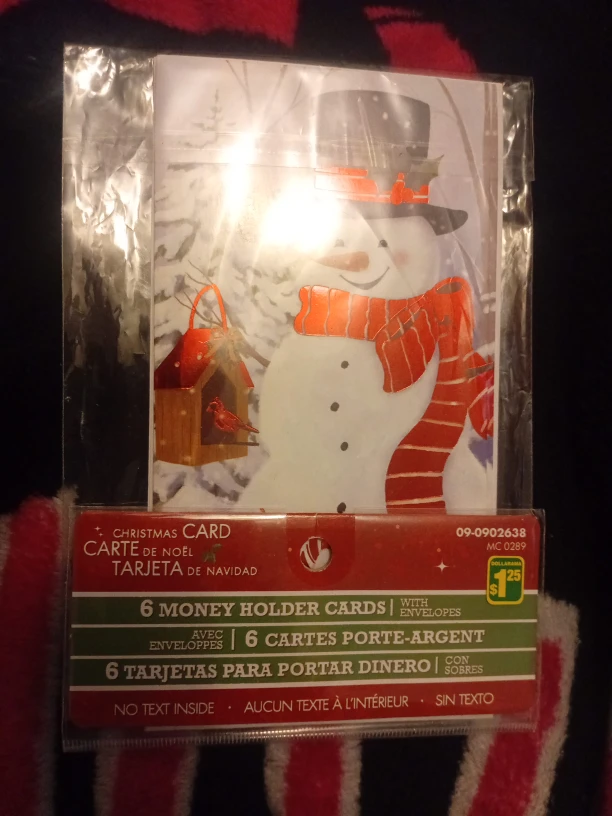 CHRISTMAS CARD
CARTE DE NOËL
TARJETA DE NAVIDAD
09-0902638
MC 0289
DOLLARAMA
$1.25
6 MONEY HOLDER CARDS | WITH ENVELOPES
AVEC ENVELOPPES | 6 CARTES PORTE-ARGENT
6 TARJETAS PARA PORTAR DINERO | CON SOBRES
NO TEXT INSIDE · AUCUN TEXTE À L'INTÉRIEUR · SIN TEXTO